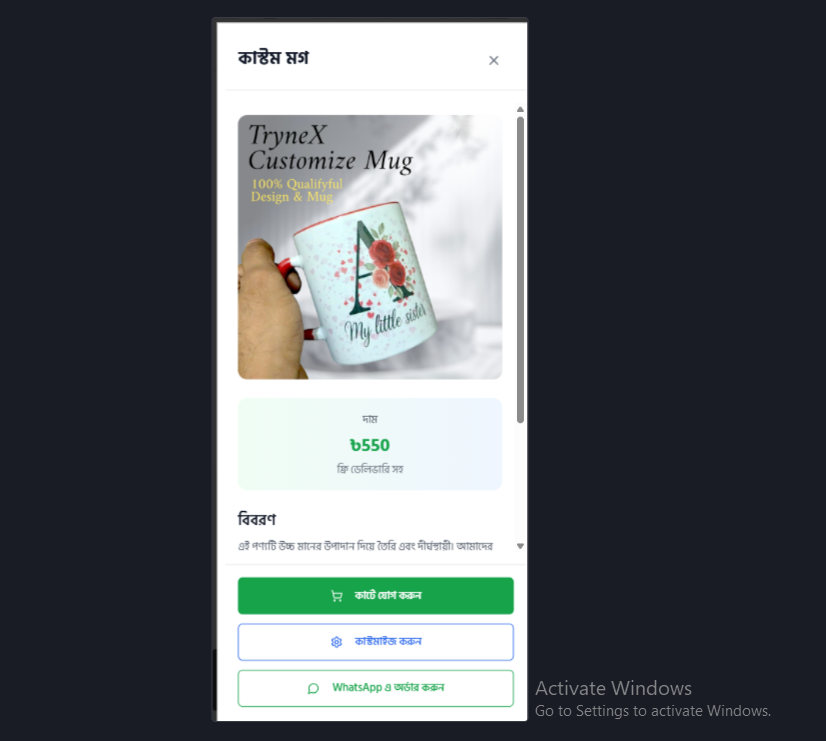 কাস্টম মগ
TryneX
Customize Mug
100% Qualifyful
Design & Mug
A
My little sister
দাম
৳550
ফ্রি ডেলিভারি সহ
বিবরণ
এই পণ্যটি উচ্চ মানের উপাদান দিয়ে তৈরি এবং দীর্ঘস্থায়ী। আমাদের
কার্টে যোগ করুন
কাস্টমাইজ করুন
WhatsApp এ অর্ডার করুন
Activate Windows
Go to Settings to activate Windows.